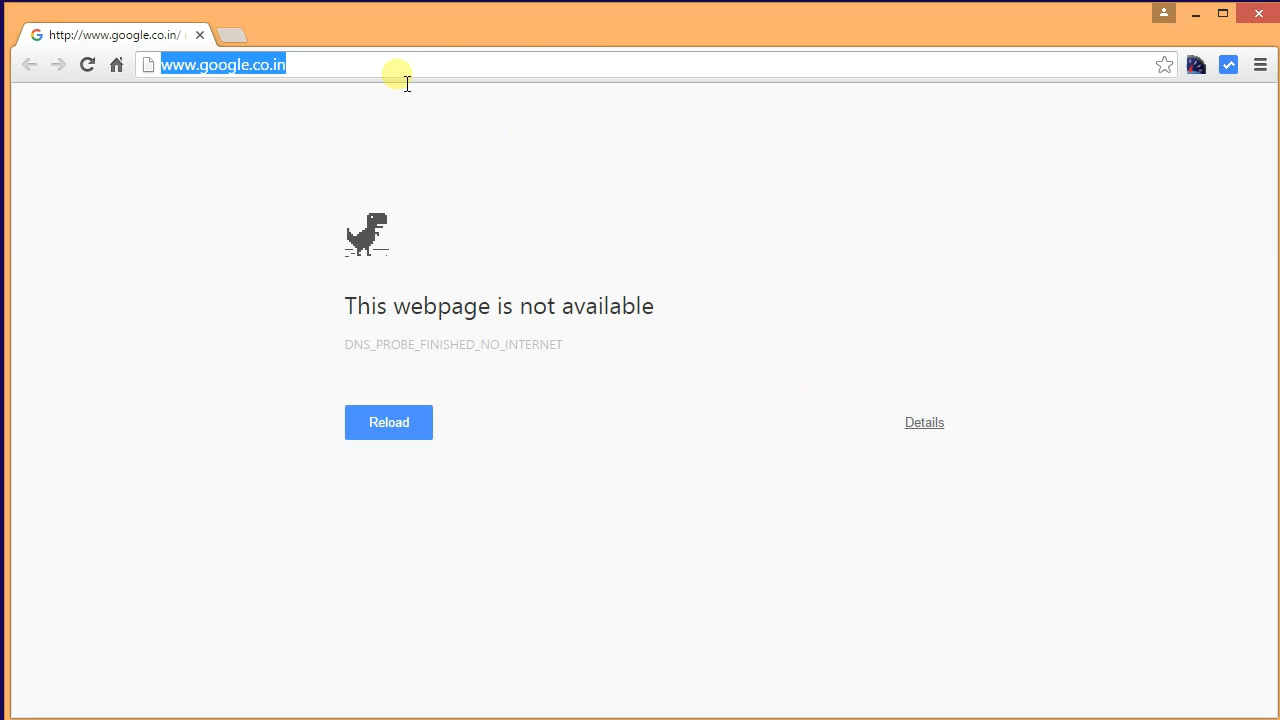 http://www.google.co.in/
www.google.co.in
This webpage is not available
DNS_PROBE_FINISHED_NO_INTERNET
Reload
Details